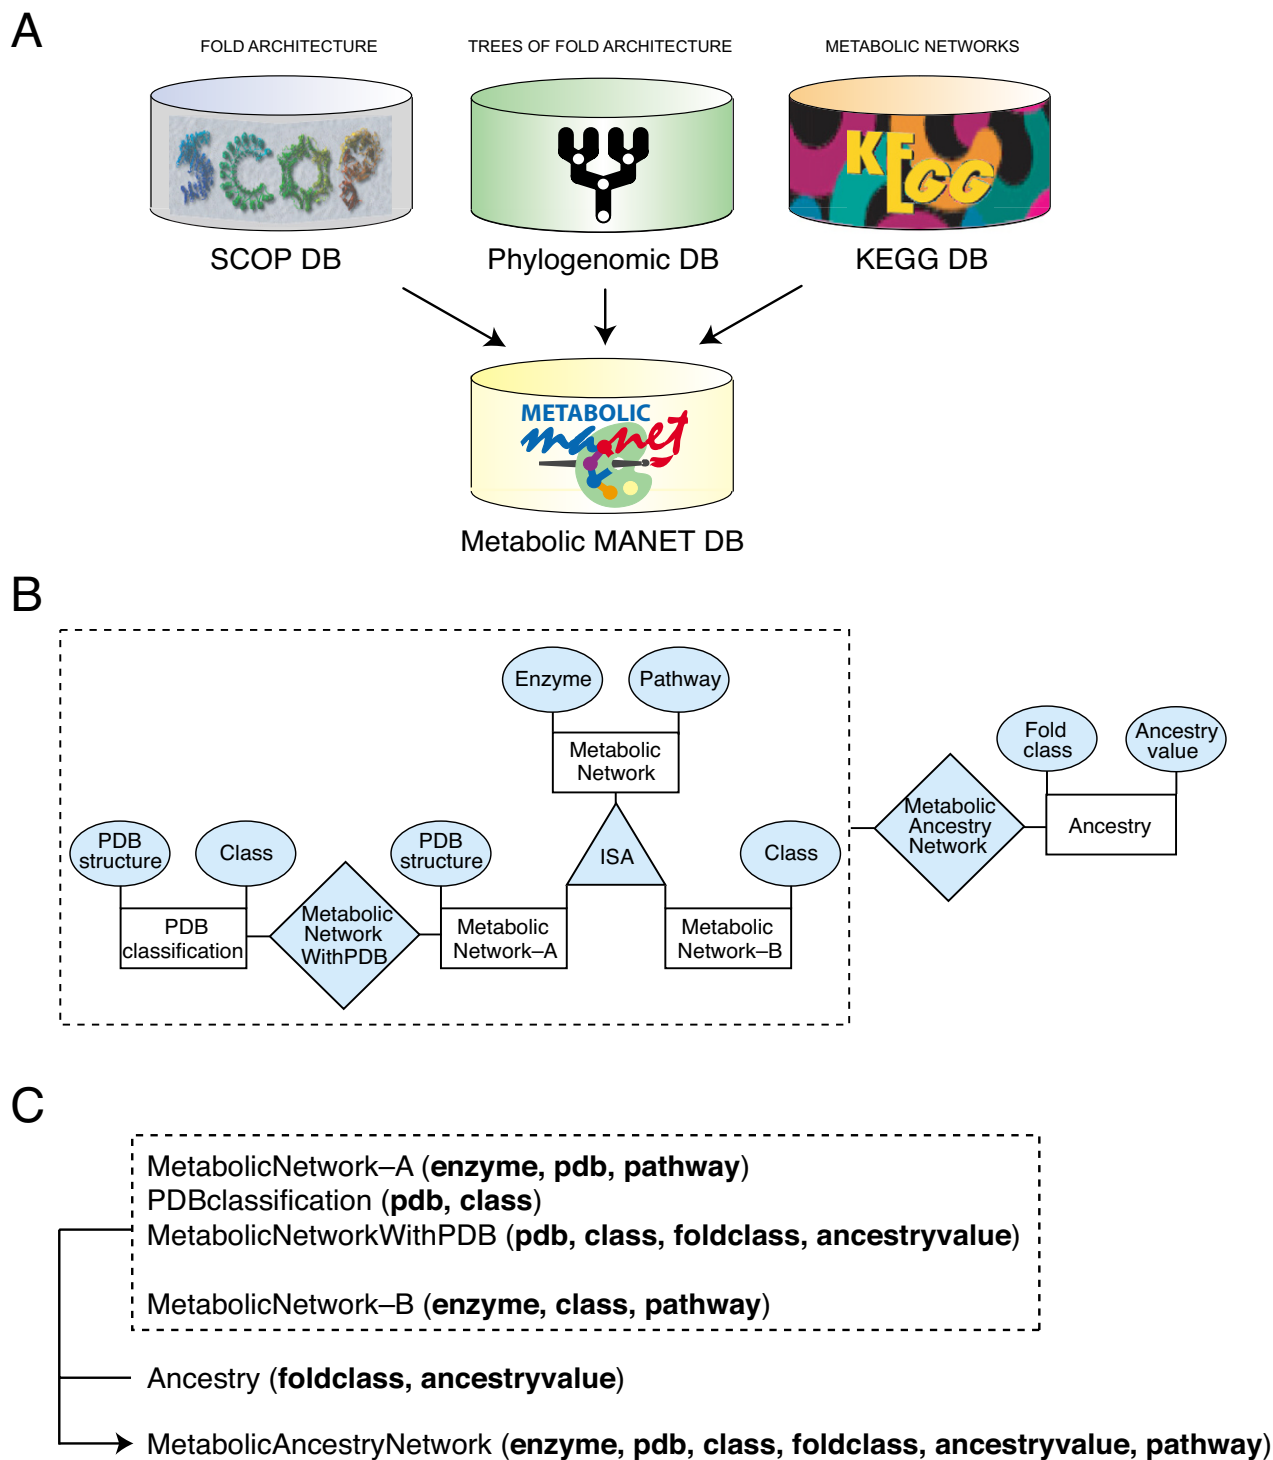 A
FOLD ARCHITECTURE
TREES OF FOLD ARCHITECTURE
METABOLIC NETWORKS
SCOP
KEGG
SCOP DB
Phylogenomic DB
KEGG DB
METABOLIC
manet
Metabolic MANET DB
B
Enzyme
Pathway
Metabolic
Network
Fold
class
Ancestry
value
Metabolic
Ancestry
Network
Ancestry
PDB
structure
Class
PDB
structure
ISA
Class
PDB
classification
Metabolic
Network
WithPDB
Metabolic
Network–A
Metabolic
Network–B
C
MetabolicNetwork–A (enzyme, pdb, pathway)
PDBclassification (pdb, class)
MetabolicNetworkWithPDB (pdb, class, foldclass, ancestryvalue)
MetabolicNetwork–B (enzyme, class, pathway)
Ancestry (foldclass, ancestryvalue)
MetabolicAncestryNetwork (enzyme, pdb, class, foldclass, ancestryvalue, pathway)